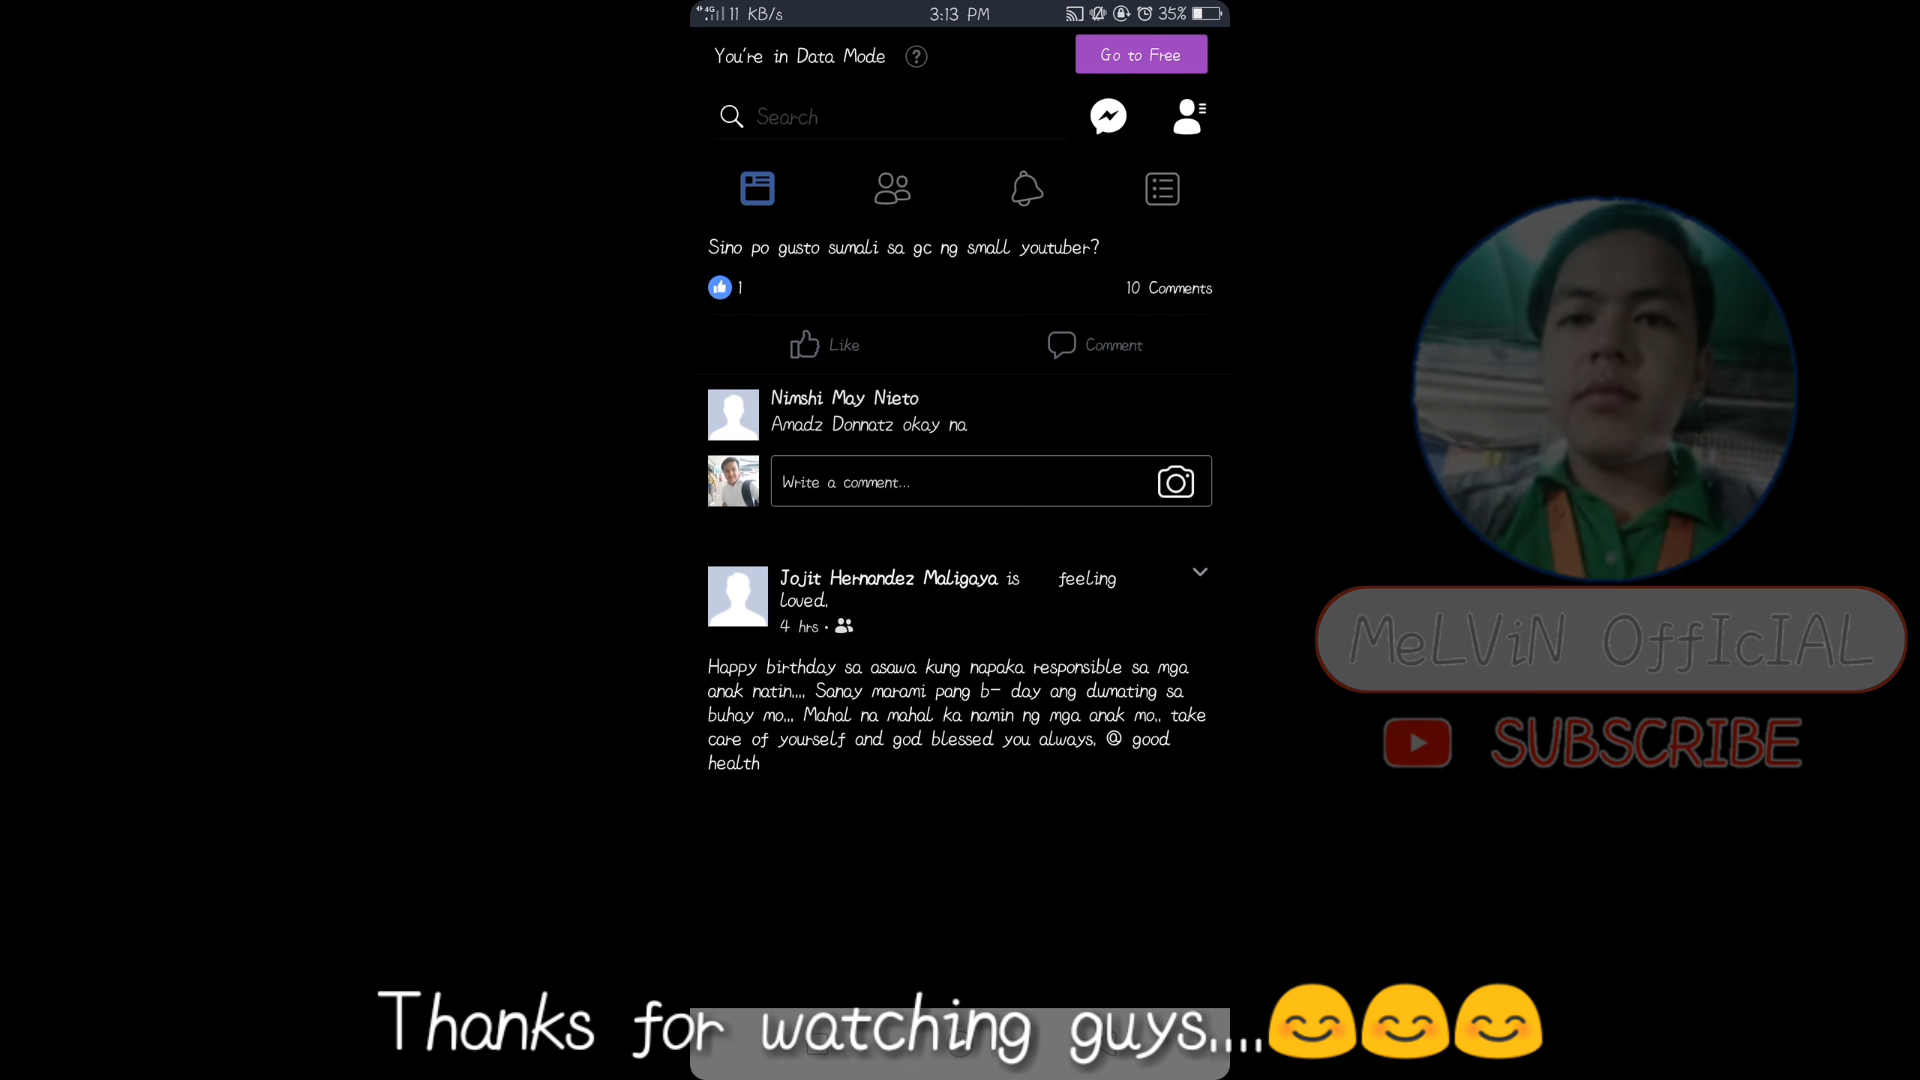 4G 11 KB/s 3:13 PM 35%
You're in Data Mode ? Go to Free
Search
Sino po gusto sumali sa gc ng small youtuber?
1 10 Comments
Like Comment
Nimshi May Nieto
Amadz Donnatz okay na
Write a comment...
Jojit Hernandez Maligaya is feeling
loved.
4 hrs •
Happy birthday sa asawa kung napaka responsible sa mga
anak natin.... Sanay marami pang b- day ang dumating sa
buhay mo... Mahal na mahal ka namin ng mga anak mo.. take
care of yourself and god blessed you always. @ good
health
MeLViN OffIcIAL
SUBSCRIBE
Thanks for watching guys....😊😊😊